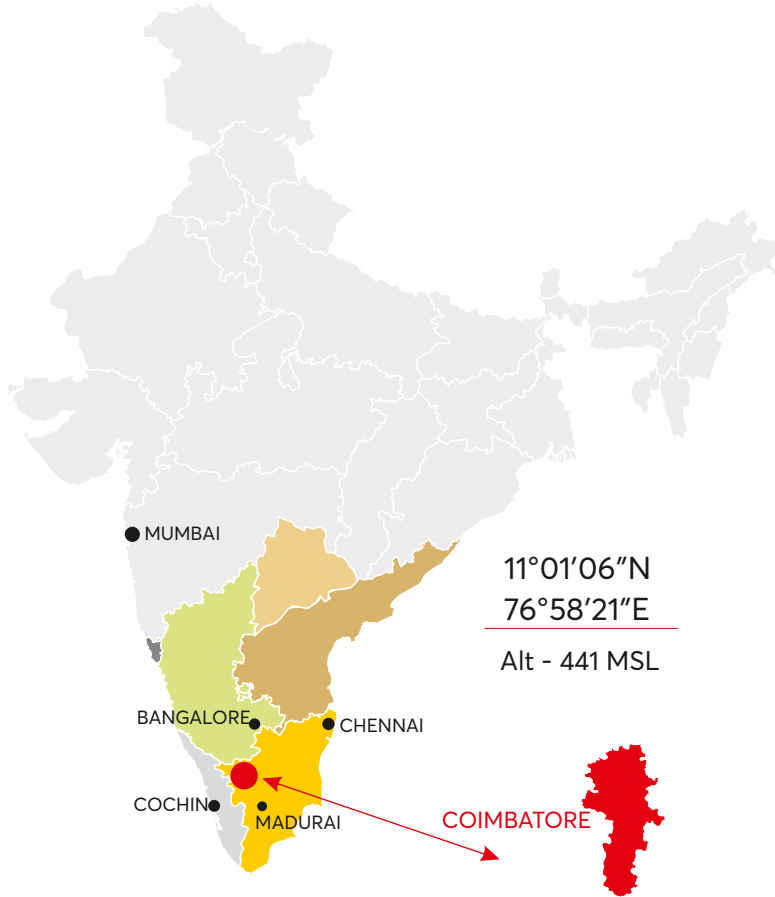 MUMBAI
11°01’06”N
76°58’21”E
Alt - 441 MSL
BANGALORE
CHENNAI
COCHIN
MADURAI
COIMBATORE